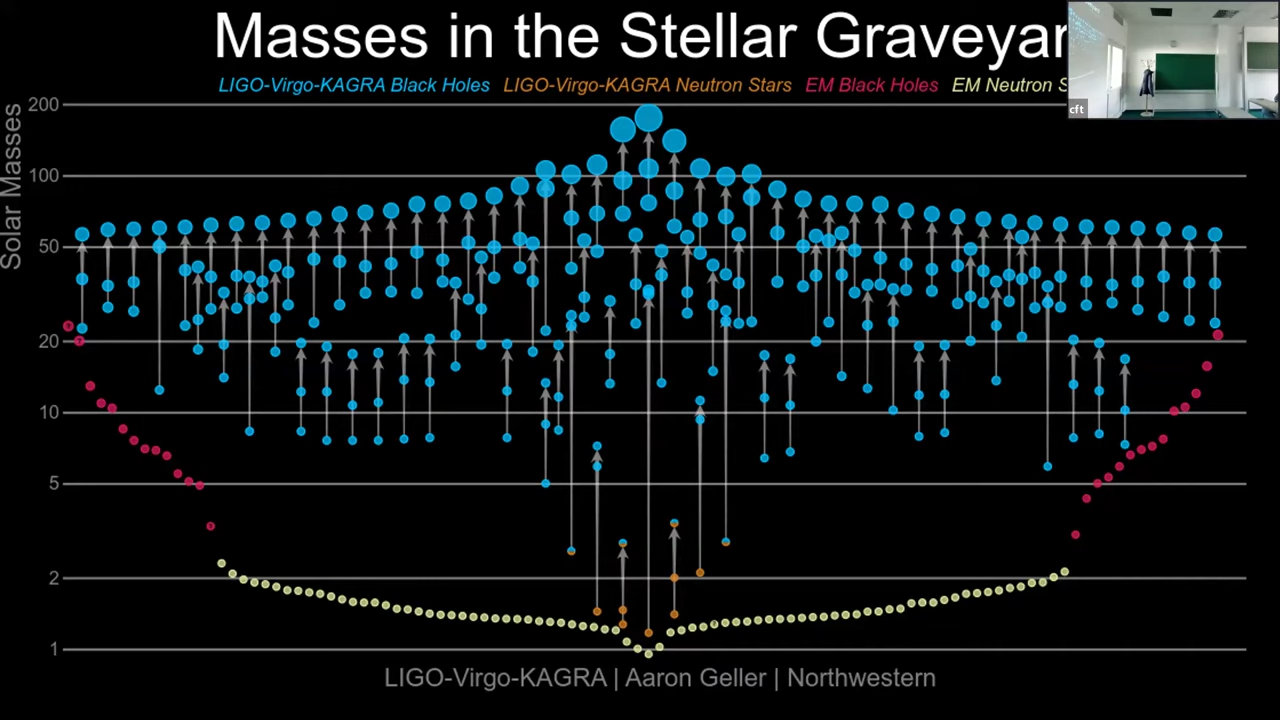 Masses in the Stellar Graveyar
LIGO-Virgo-KAGRA Black Holes LIGO-Virgo-KAGRA Neutron Stars EM Black Holes EM Neutron S
cft
Solar Masses
200
100
50
20
10
5
2
1
LIGO-Virgo-KAGRA | Aaron Geller | Northwestern